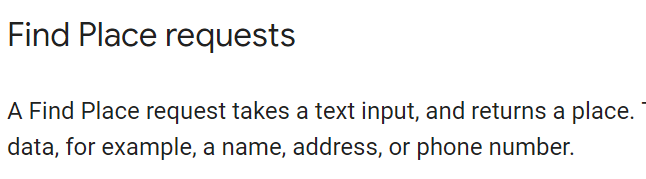 Find Place requests
A Find Place request takes a text input, and returns a place.
data, for example, a name, address, or phone number.